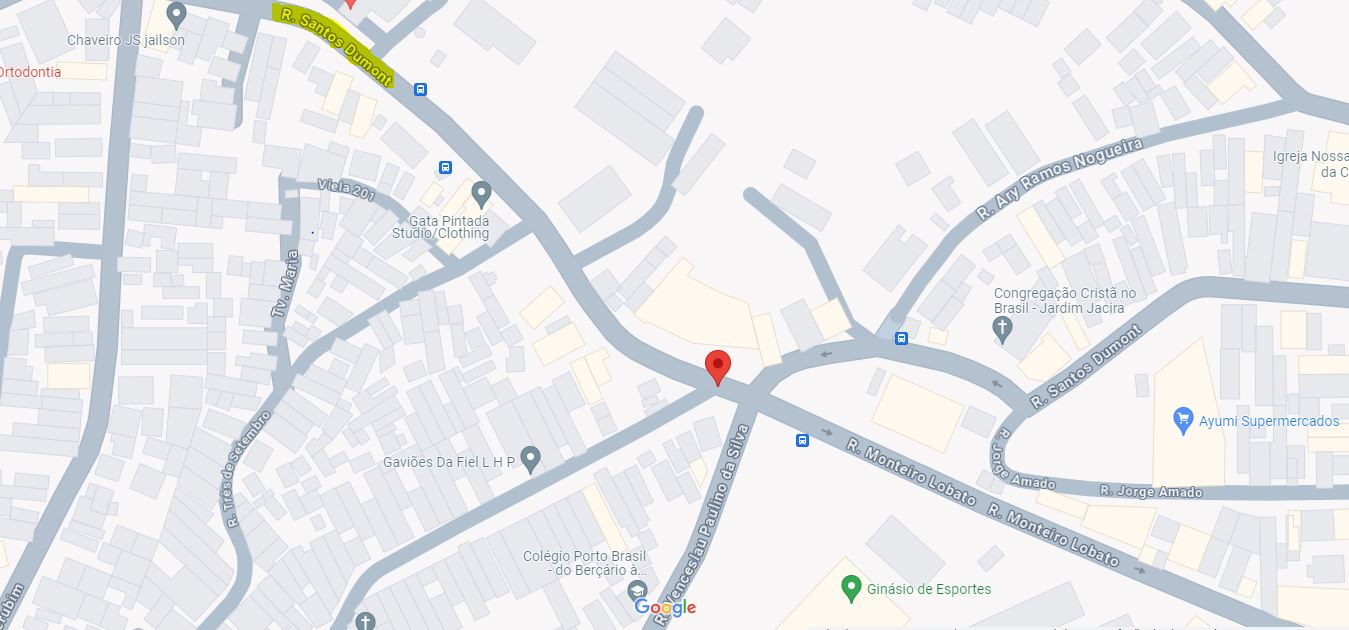 R. Santos Dumont
Chaveiro JS jailson
Ortodontia
R. Ary Ramos Nogueira
Igreja Nossa
da C
Viela 201
Gata Pintada
Studio/Clothing
Tv. Maria
Congregação Cristã no
Brasil - Jardim Jacira
R. Santos Dumont
Ayumi Supermercados
R. Três de Setembro
Gaviões Da Fiel L H P
R. Venceslau Paulino da Silva
R. Monteiro Lobato
R. Monteiro Lobato
R. Jorge Amado
R. Jorge Amado
Colégio Porto Brasil
- do Berçário à...
Ginásio de Esportes
Google